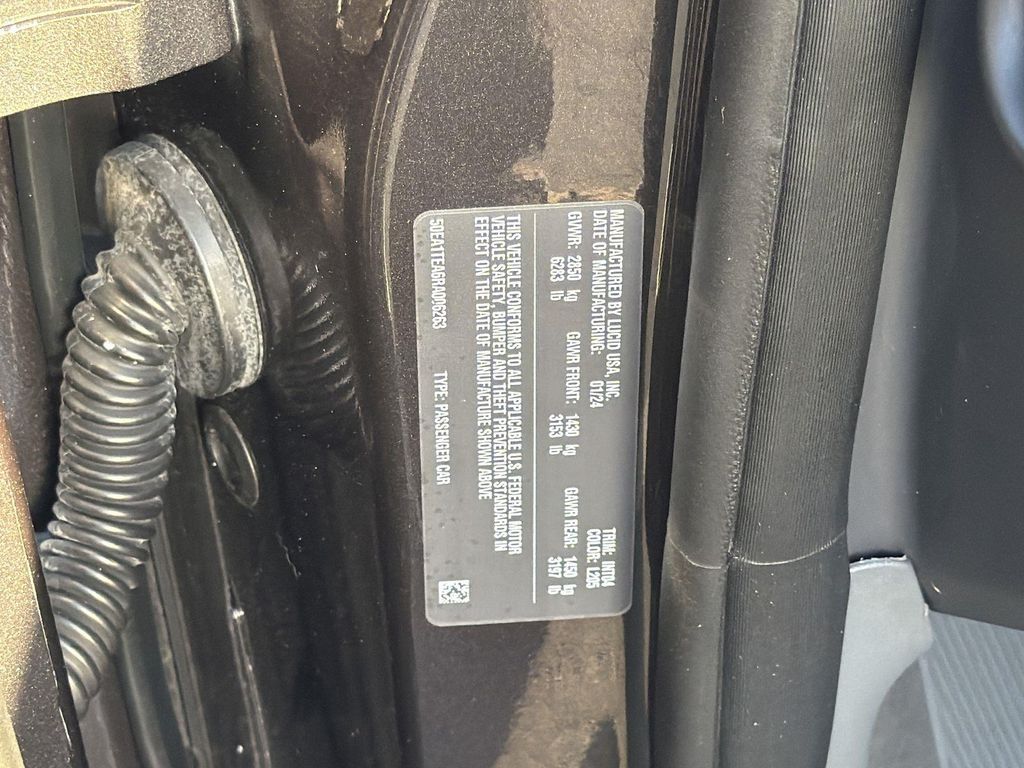 MANUFACTURED BY LUCID USA, INC.
DATE OF MANUFACTURING: 01/24
TRIM: INT04
COLOR: L205
GVWR: 2850 kg GAWR FRONT: 1430 kg GAWR REAR: 1450 kg
6283 lb 3153 lb 3197 lb
THIS VEHICLE CONFORMS TO ALL APPLICABLE U.S. FEDERAL MOTOR
VEHICLE SAFETY, BUMPER AND THEFT PREVENTION STANDARDS IN
EFFECT ON THE DATE OF MANUFACTURE SHOWN ABOVE
50EA1TEA6RA006263 TYPE: PASSENGER CAR